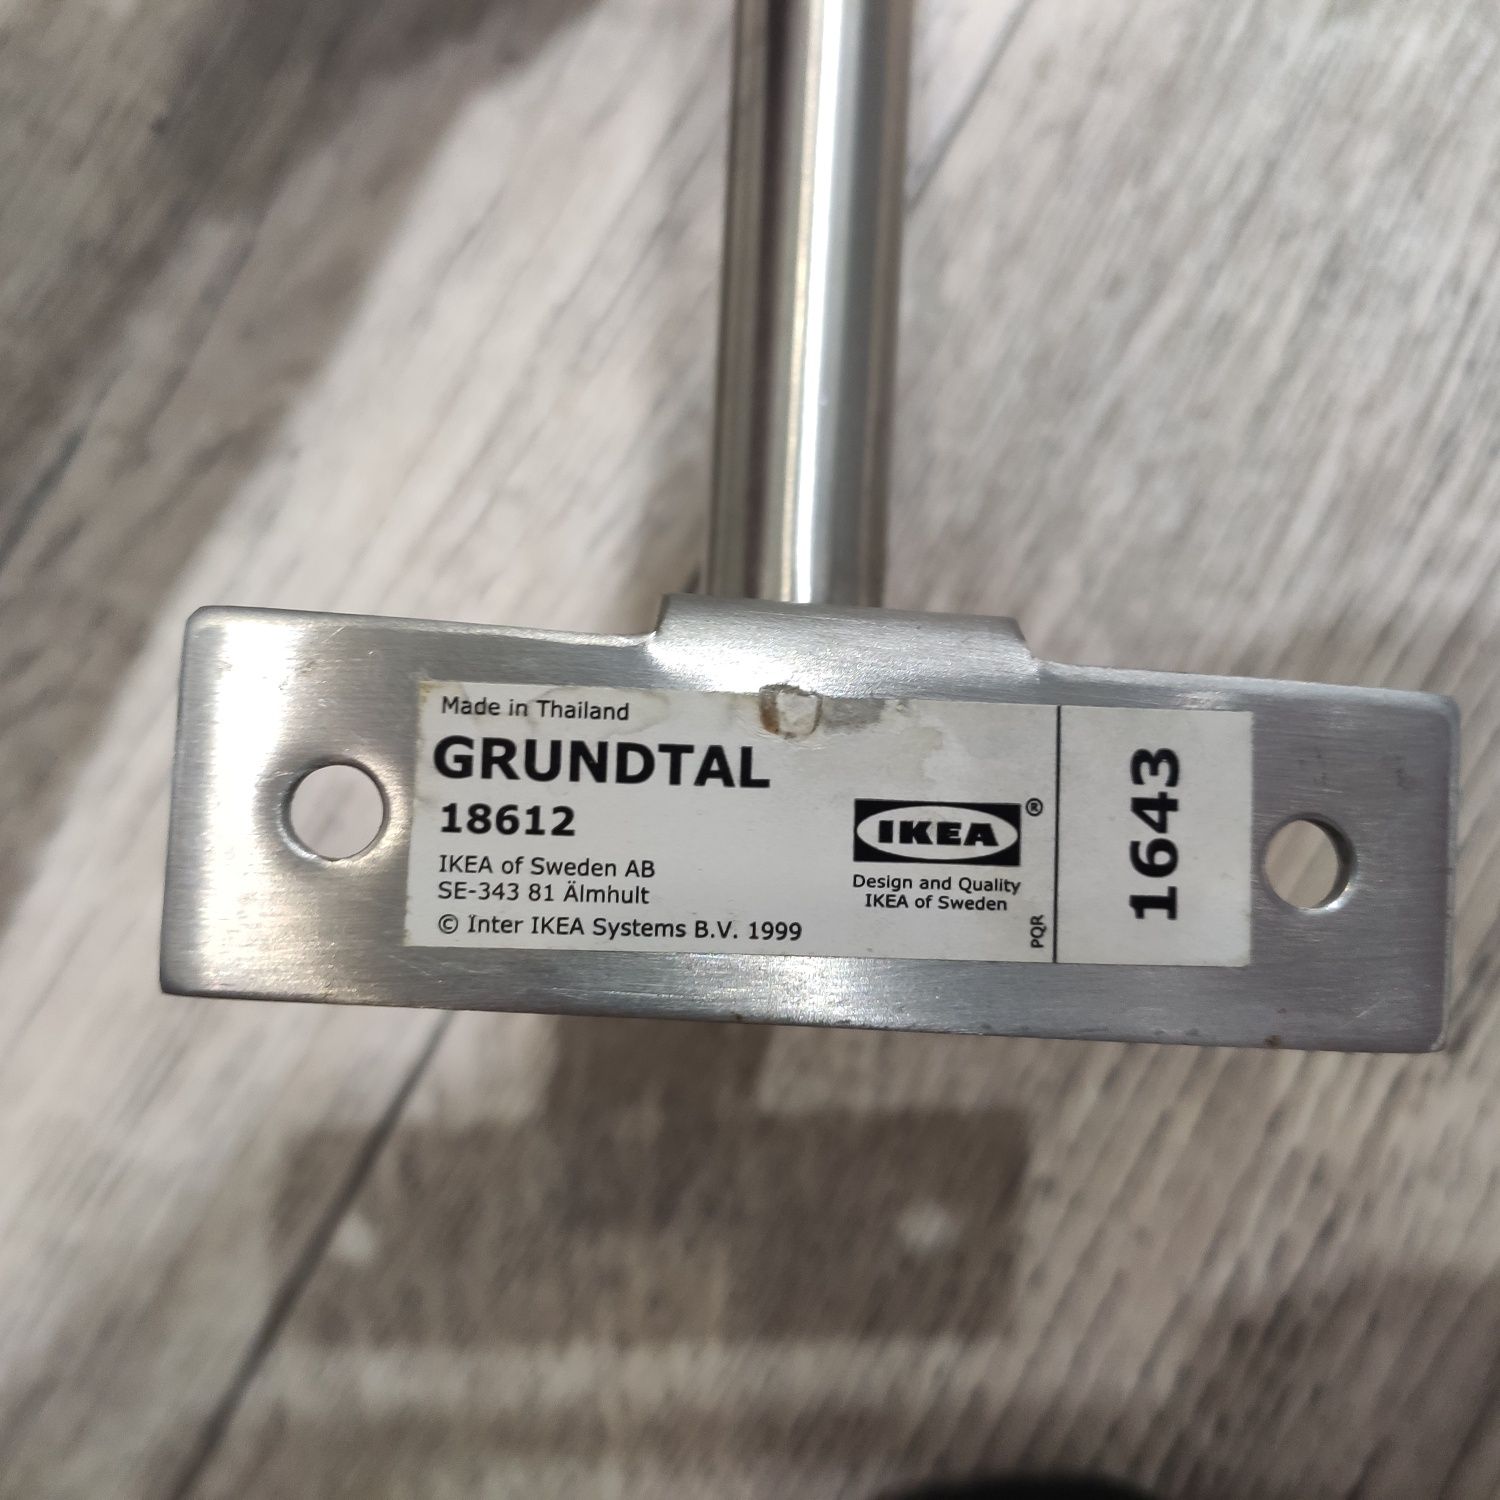 Made in Thailand
GRUNDTAL
18612
IKEA of Sweden AB
SE-343 81 Älmhult
© Inter IKEA Systems B.V. 1999
IKEA®
Design and Quality
IKEA of Sweden
PQR
1643